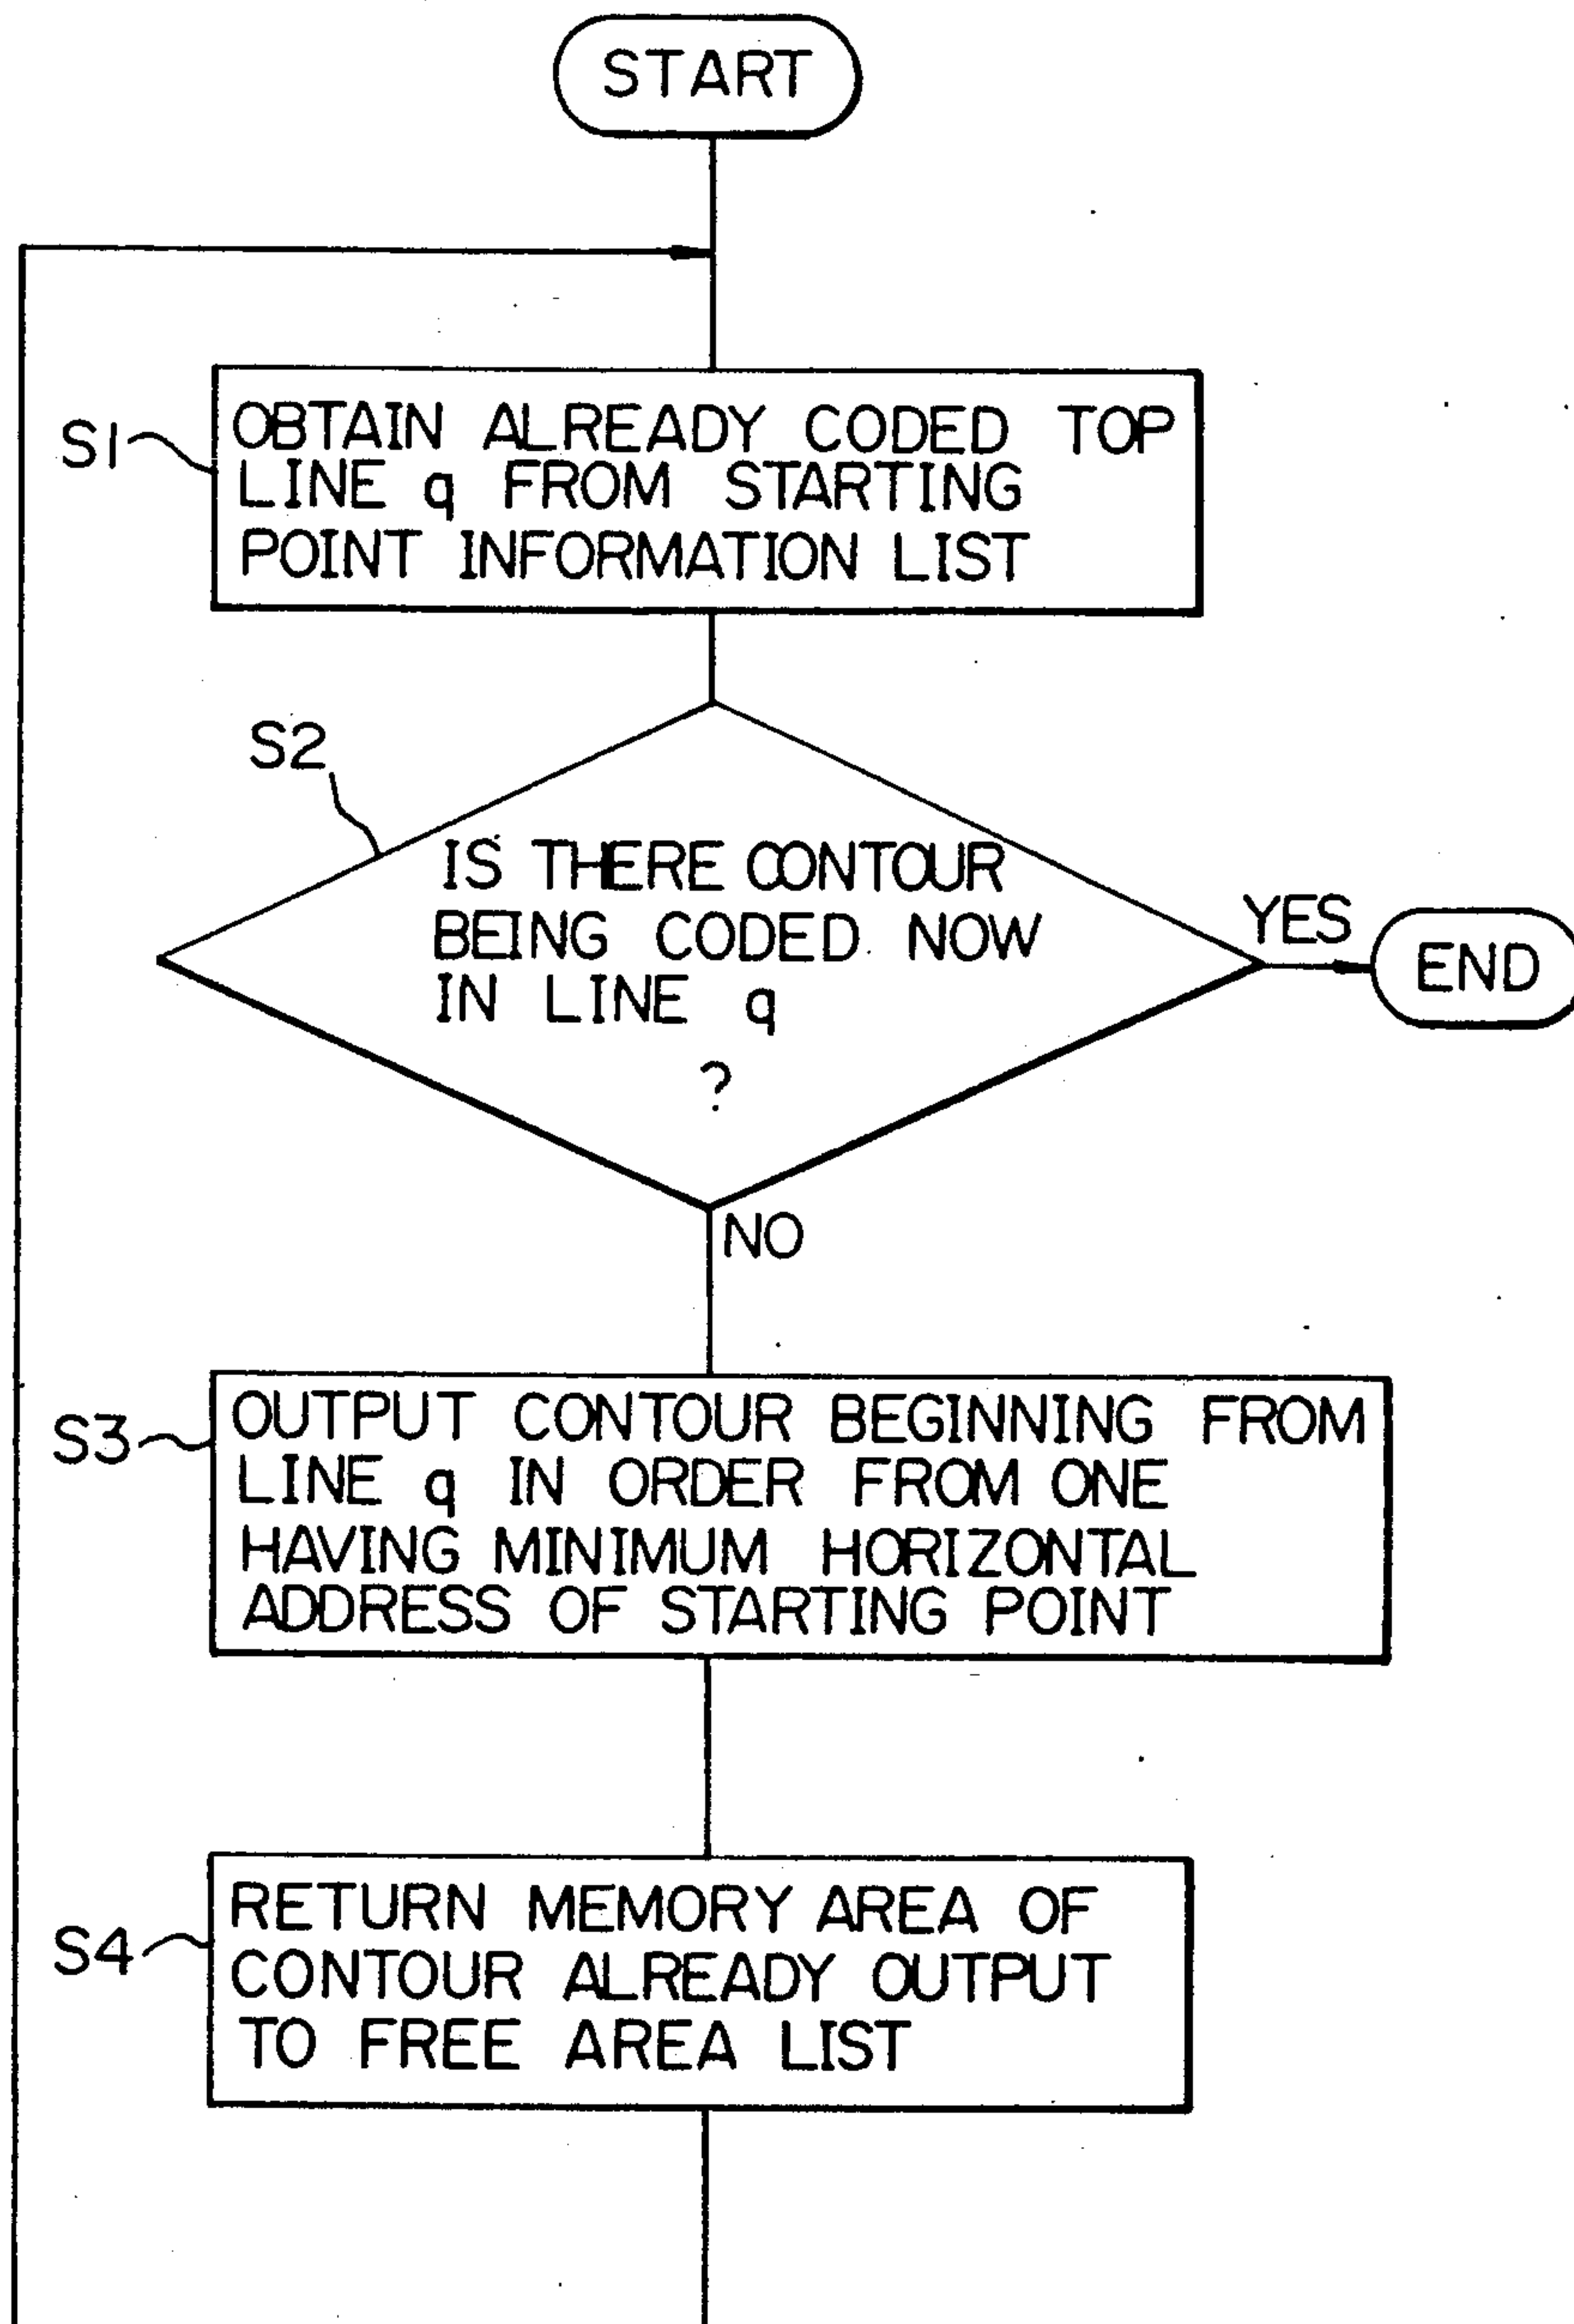 START
S1
OBTAIN ALREADY CODED TOP
LINE q FROM STARTING
POINT INFORMATION LIST
S2
IS THERE CONTOUR
BEING CODED NOW
IN LINE q
?
YES
END
NO
S3
OUTPUT CONTOUR BEGINNING FROM
LINE q IN ORDER FROM ONE
HAVING MINIMUM HORIZONTAL
ADDRESS OF STARTING POINT
S4
RETURN MEMORY AREA OF
CONTOUR ALREADY OUTPUT
TO FREE AREA LIST